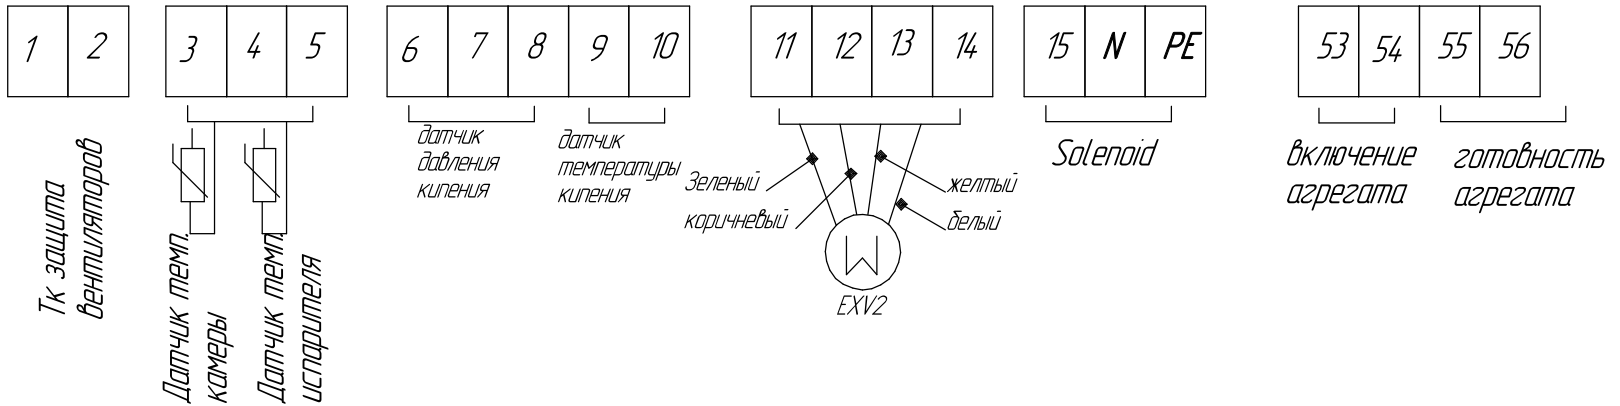 1 2 3 4 5 6 7 8 9 10 11 12 13 14 15 N PE 53 54 55 56
Тк защита
вентиляторов
Датчик темп.
камеры
Датчик темп.
испарителя
датчик
давления
кипения
датчик
температуры
кипения
Зеленый
коричневый
желтый
белый
EXV2
Solenoid
включение
агрегата
готовность
агрегата